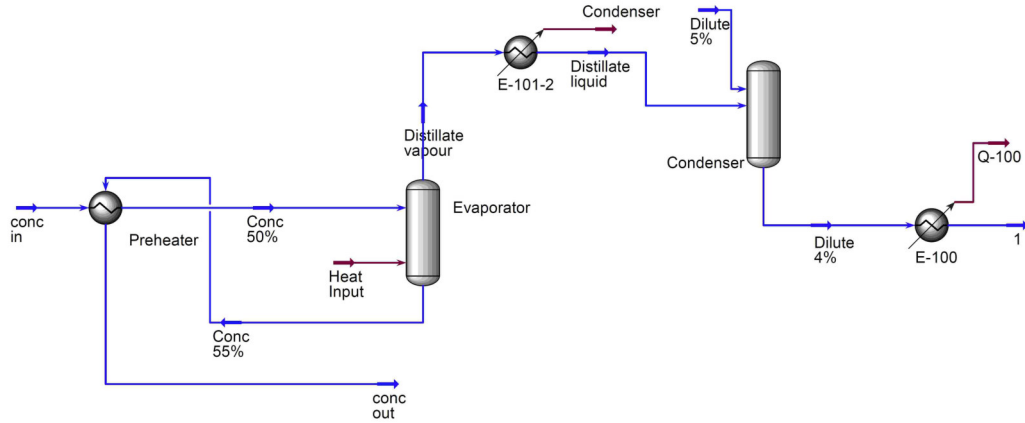 Condenser
Dilute
5%
E-101-2
Distillate
liquid
Distillate
vapour
Condenser
Q-100
conc
in
Preheater
Conc
50%
Evaporator
Heat
Input
Dilute
4%
E-100
1
Conc
55%
conc
out